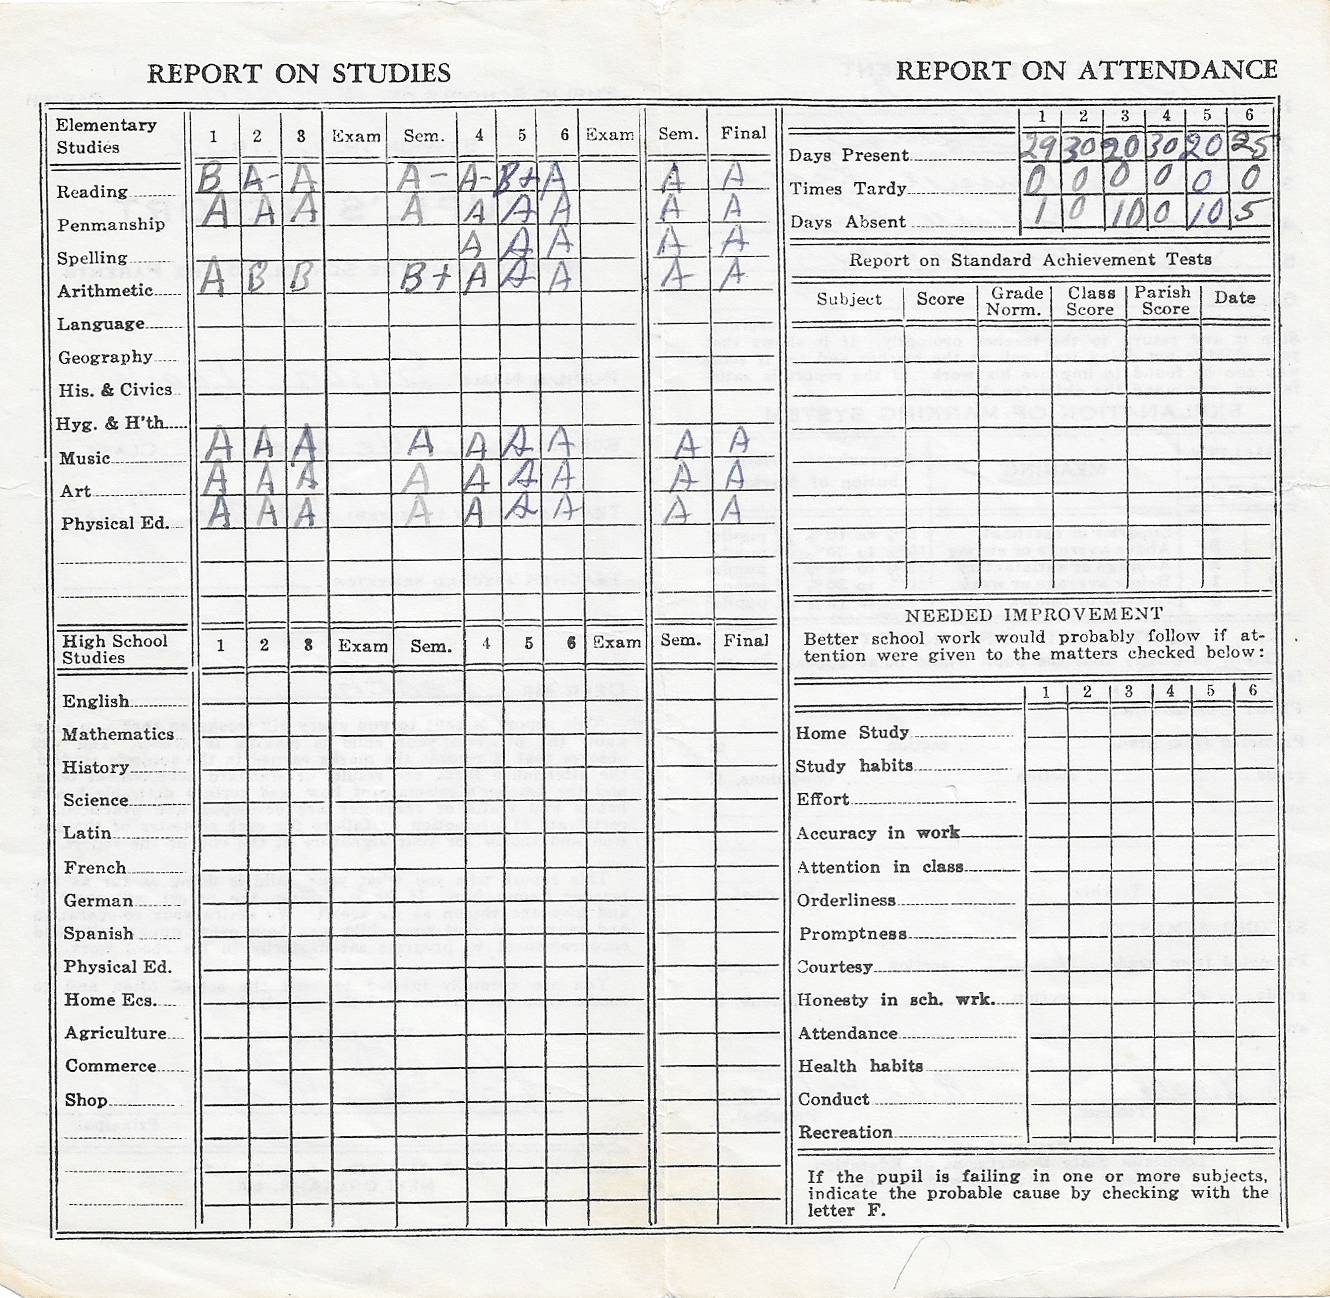 REPORT ON STUDIES
Elementary Studies 1 2 3 Exam Sem. 4 5 6 Exam Sem. Final
Reading B A- A A- A- B+ A A A
Penmanship A A A A A A A A A
Spelling A A A A A
Arithmetic A B B B+ A A A A A
Language
Geography
His. & Civics
Hyg. & H'th.
Music A A A A A A A A A
Art A A A A A A A A A
Physical Ed. A A A A A A A A A
High School Studies 1 2 3 Exam Sem. 4 5 6 Exam Sem. Final
English
Mathematics
History
Science
Latin
French
German
Spanish
Physical Ed.
Home Ecs.
Agriculture
Commerce
Shop
REPORT ON ATTENDANCE
1 2 3 4 5 6
Days Present 29 30 20 30 20 25
Times Tardy 0 0 0 0 0 0
Days Absent 1 0 10 0 10 5
Report on Standard Achievement Tests
Subject Score Grade Norm. Class Score Parish Score Date
NEEDED IMPROVEMENT
Better school work would probably follow if at-
tention were given to the matters checked below:
1 2 3 4 5 6
Home Study
Study habits
Effort
Accuracy in work
Attention in class
Orderliness
Promptness
Courtesy
Honesty in sch. wrk.
Attendance
Health habits
Conduct
Recreation
If the pupil is failing in one or more subjects,
indicate the probable cause by checking with the
letter F.